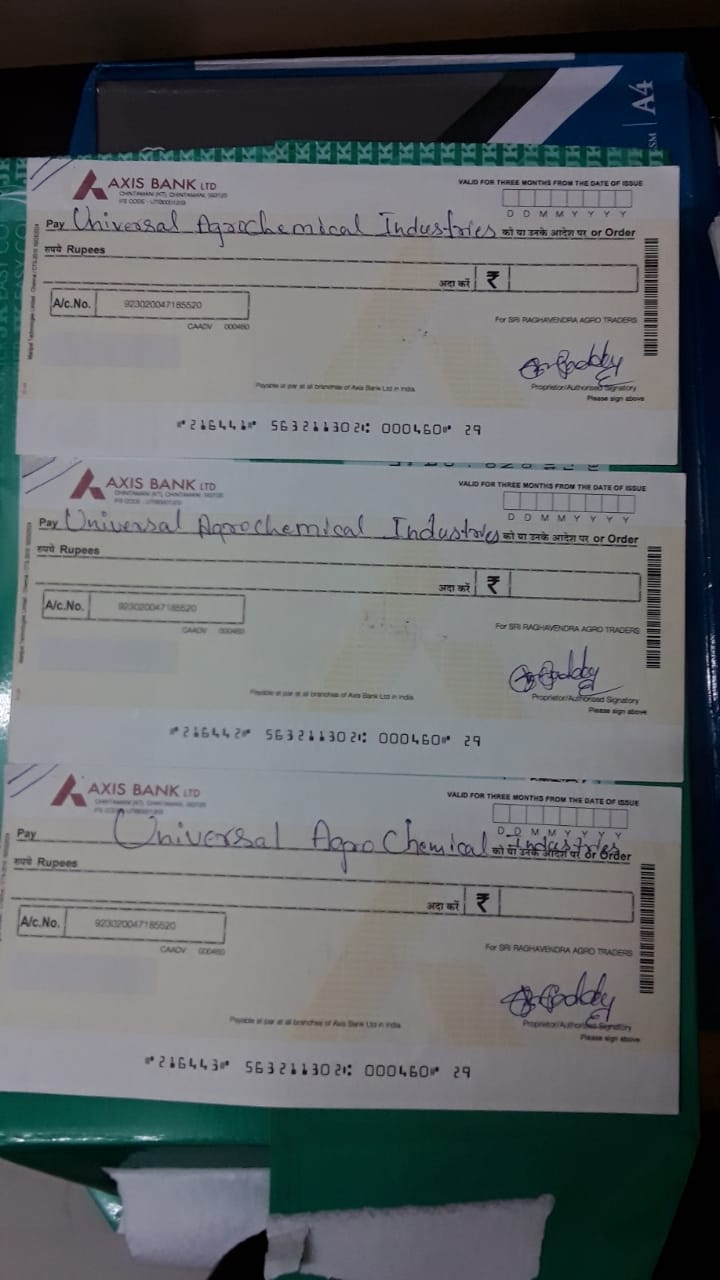 A4
AXIS BANK LTD
CHINTAMANI (KT), CHINTAMANI, 563125
VALID FOR THREE MONTHS FROM THE DATE OF ISSUE
D D M M Y Y Y Y
Pay Universal Agrochemical Industries को या उनके आदेश पर or Order
रुपये Rupees
अदा करें ₹
A/c.No. 923020047185520
CAADV 000460
For SRI RAGHAVENDRA AGRO TRADERS
Proprietor/Authorised Signatory
Please sign above
Payable at par at all branches of Axis Bank Ltd in India
⑈216441⑈ 563211302⑆ 000460⑈ 29
AXIS BANK LTD
VALID FOR THREE MONTHS FROM THE DATE OF ISSUE
D D M M Y Y Y Y
Pay Universal Agrochemical Industries को या उनके आदेश पर or Order
रुपये Rupees
अदा करें ₹
A/c.No. 923020047185520
CAADV 000460
For SRI RAGHAVENDRA AGRO TRADERS
Proprietor/Authorised Signatory
Please sign above
Payable at par at all branches of Axis Bank Ltd in India
⑈216442⑈ 563211302⑆ 000460⑈ 29
AXIS BANK LTD
VALID FOR THREE MONTHS FROM THE DATE OF ISSUE
D D M M Y Y Y Y
Pay Universal Agro Chemical Industries को या उनके आदेश पर or Order
रुपये Rupees
अदा करें ₹
A/c.No. 923020047185520
CAADV 000460
For SRI RAGHAVENDRA AGRO TRADERS
Proprietor/Authorised Signatory
Please sign above
Payable at par at all branches of Axis Bank Ltd in India
⑈216443⑈ 563211302⑆ 000460⑈ 29